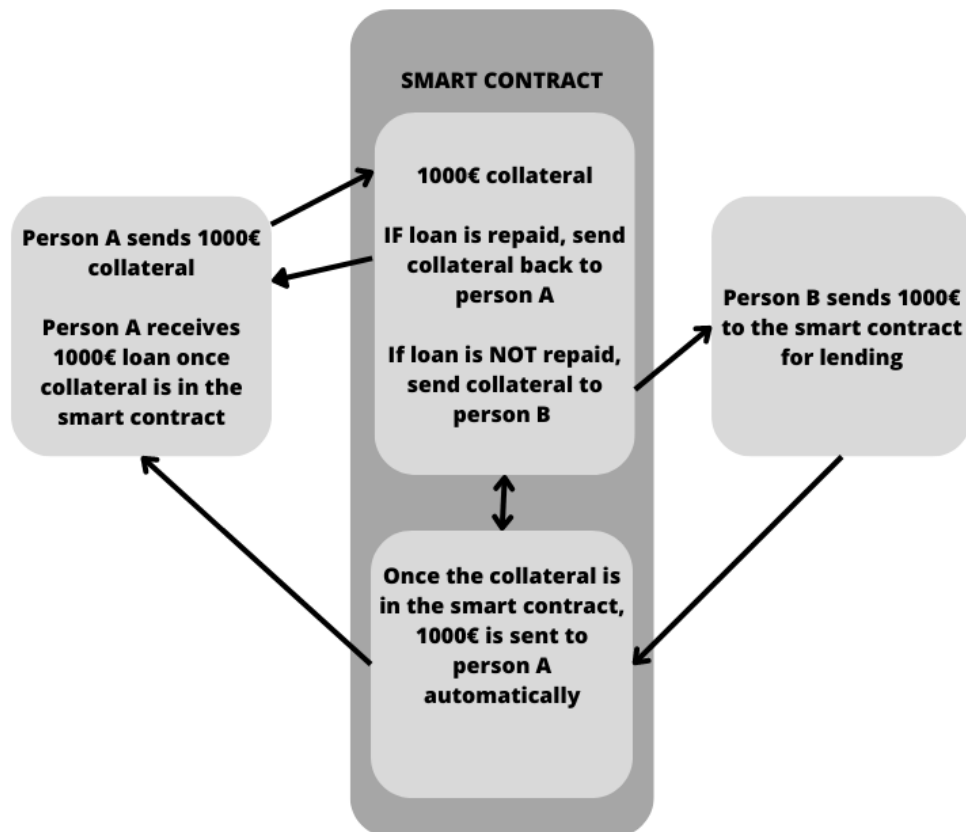 SMART CONTRACT
1000€ collateral
IF loan is repaid, send
collateral back to
person A
If loan is NOT repaid,
send collateral to
person B
Person A sends 1000€
collateral
Person A receives
1000€ loan once
collateral is in the
smart contract
Person B sends 1000€
to the smart contract
for lending
Once the collateral is
in the smart contract,
1000€ is sent to
person A
automatically